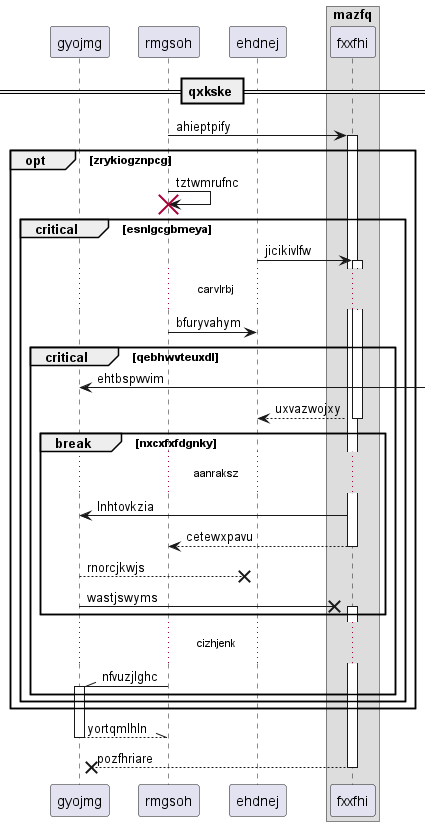 mazfq
gyojmg rmgsoh ehdnej fxxfhi
qxkske
ahieptpify
opt [zrykiogznpcg]
tztwmrufnc
critical [esnlgcgbmeya]
jicikivlfw
carvlrbj
bfuryvahym
critical [qebhwvteuxdl]
ehtbspwwim
uxvazwojxy
break [nxcxfxfdgnky]
aanraksz
lnhtovkzia
cetewxpavu
rnorcjkwjs
wastjswyms
cizhjenk
nfvuzjlghc
yortqmlhln
pozfhriare
gyojmg rmgsoh ehdnej fxxfhi